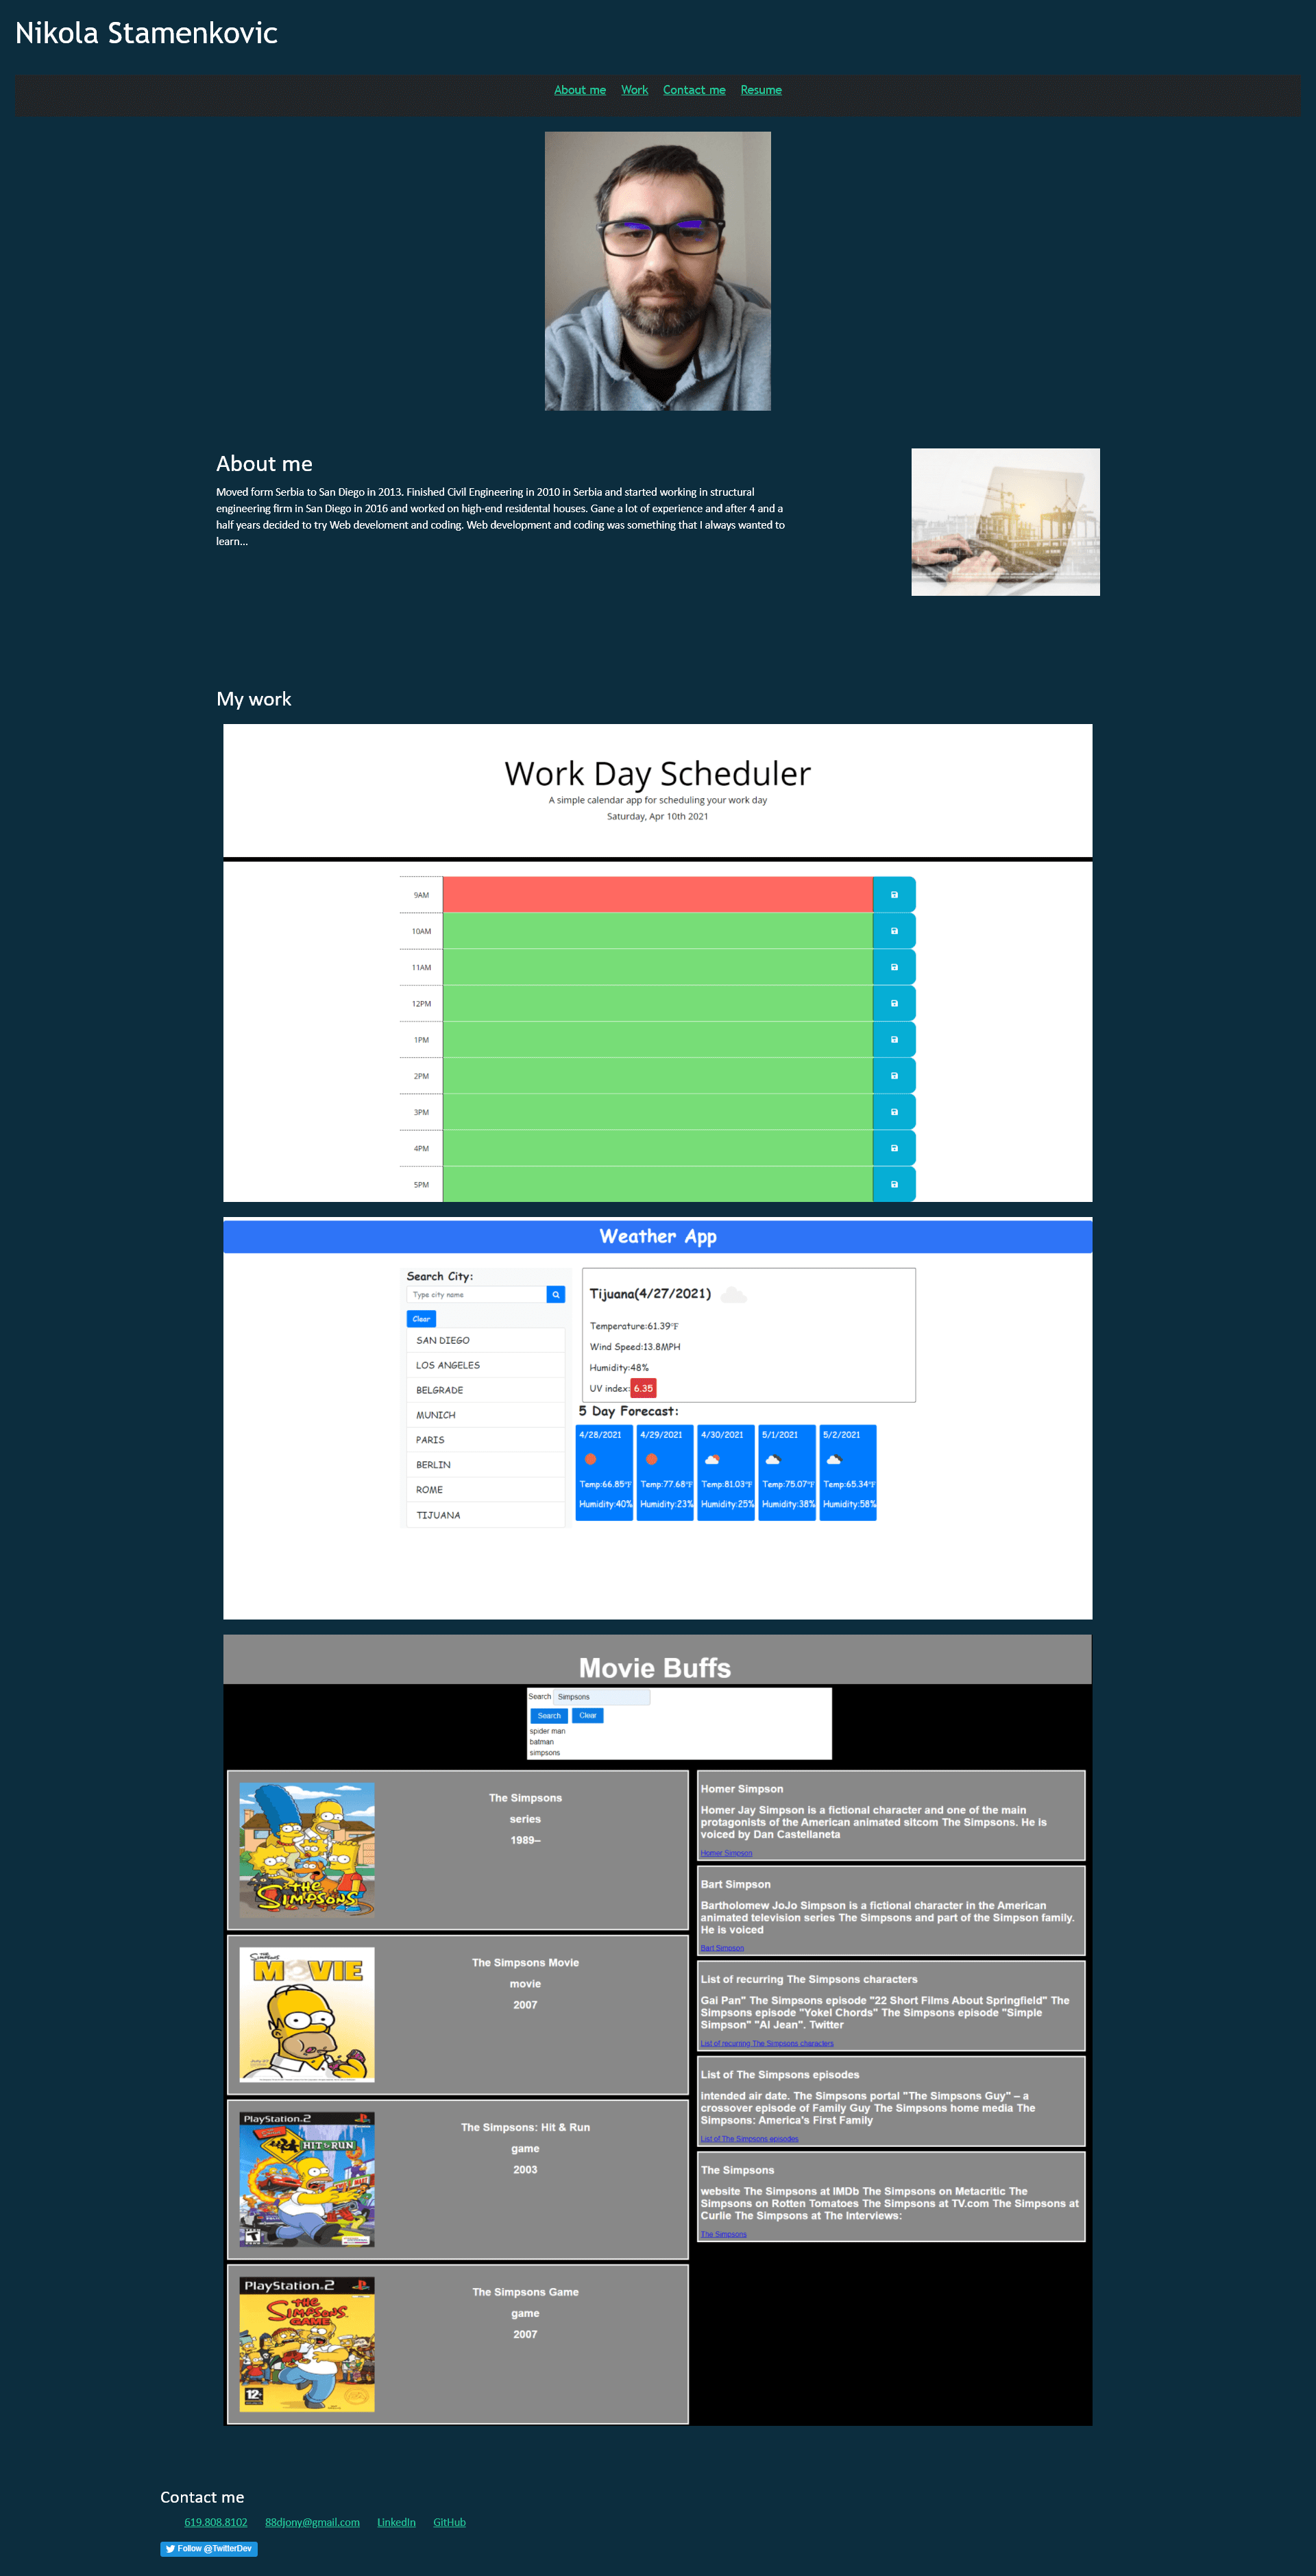 Nikola Stamenkovic
About me Work Contact me Resume
About me
Moved form Serbia to San Diego in 2013. Finished Civil Engineering in 2010 in Serbia and started working in structural
engineering firm in San Diego in 2016 and worked on high-end residental houses. Gane a lot of experience and after 4 and a
half years decided to try Web develoment and coding. Web development and coding was something that I always wanted to
learn...
My work
Work Day Scheduler
A simple calendar app for scheduling your work day
Saturday, Apr 10th 2021
9AM
10AM
11AM
12PM
1PM
2PM
3PM
4PM
5PM
Weather App
Search City:
Type city name
Clear
SAN DIEGO
LOS ANGELES
BELGRADE
MUNICH
PARIS
BERLIN
ROME
TIJUANA
Tijuana(4/27/2021)
Temperature:61.39°F
Wind Speed:13.8MPH
Humidity:48%
UV index: 6.35
5 Day Forecast:
4/28/2021 4/29/2021 4/30/2021 5/1/2021 5/2/2021
Temp:66.85°F Temp:77.68°F Temp:81.03°F Temp:75.07°F Temp:65.34°F
Humidity:40% Humidity:23% Humidity:25% Humidity:38% Humidity:58%
Movie Buffs
Search Simpsons
Search Clear
spider man
batman
simpsons
The Simpsons
series
1989–
THE SIMPSONS
The Simpsons Movie
movie
2007
THE Simpsons
MOVIE
The Simpsons: Hit & Run
game
2003
PlayStation.2
HIT & RUN
T
The Simpsons Game
game
2007
PlayStation.2
THE SIMPSONS GAME
12+
Homer Simpson
Homer Jay Simpson is a fictional character and one of the main
protagonists of the American animated sitcom The Simpsons. He is
voiced by Dan Castellaneta
Homer Simpson
Bart Simpson
Bartholomew JoJo Simpson is a fictional character in the American
animated television series The Simpsons and part of the Simpson family.
He is voiced
Bart Simpson
List of recurring The Simpsons characters
Gai Pan" The Simpsons episode "22 Short Films About Springfield" The
Simpsons episode "Yokel Chords" The Simpsons episode "Simple
Simpson" "Al Jean". Twitter
List of recurring The Simpsons characters
List of The Simpsons episodes
intended air date. The Simpsons portal "The Simpsons Guy" – a
crossover episode of Family Guy The Simpsons home media The
Simpsons: America's First Family
List of The Simpsons episodes
The Simpsons
website The Simpsons at IMDb The Simpsons on Metacritic The
Simpsons on Rotten Tomatoes The Simpsons at TV.com The Simpsons at
Curlie The Simpsons at The Interviews:
The Simpsons
Contact me
619.808.8102 88djony@gmail.com LinkedIn GitHub
Follow @TwitterDev